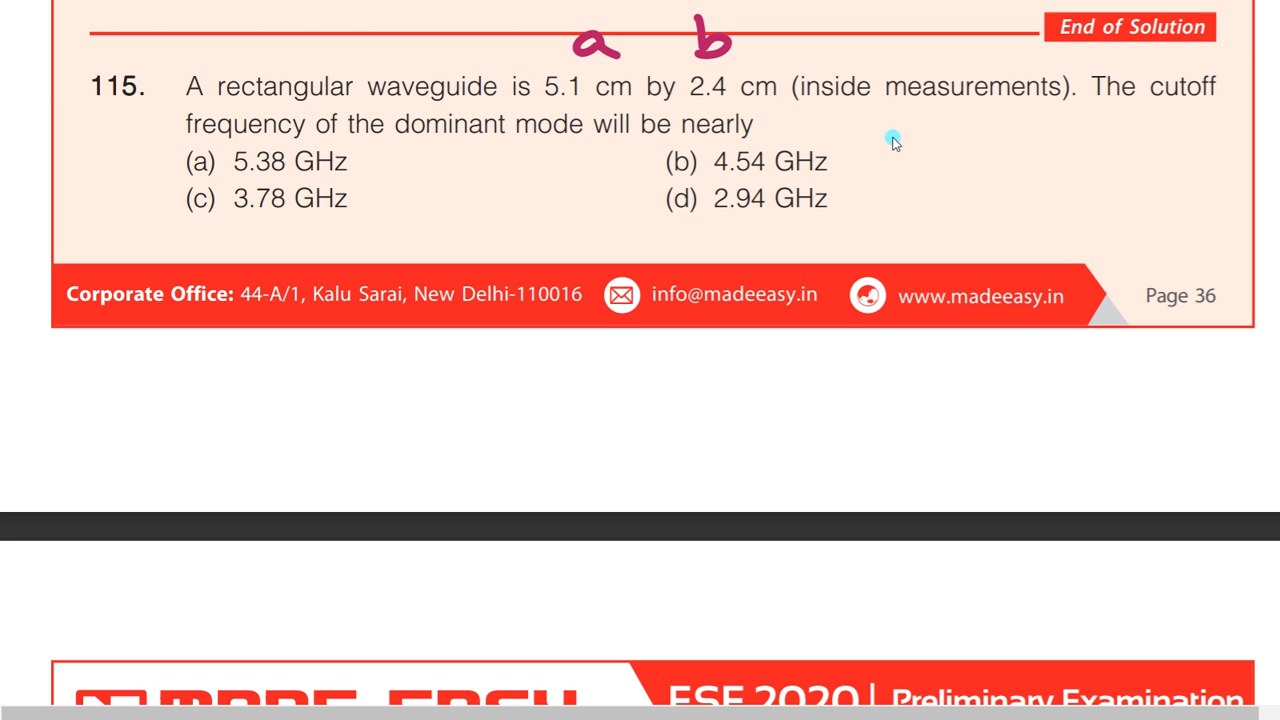 End of Solution
a b
115. A rectangular waveguide is 5.1 cm by 2.4 cm (inside measurements). The cutoff
frequency of the dominant mode will be nearly
(a) 5.38 GHz (b) 4.54 GHz
(c) 3.78 GHz (d) 2.94 GHz
Corporate Office: 44-A/1, Kalu Sarai, New Delhi-110016 info@madeeasy.in www.madeeasy.in Page 36
MADE EASY ESE 2020 | Preliminary Examination